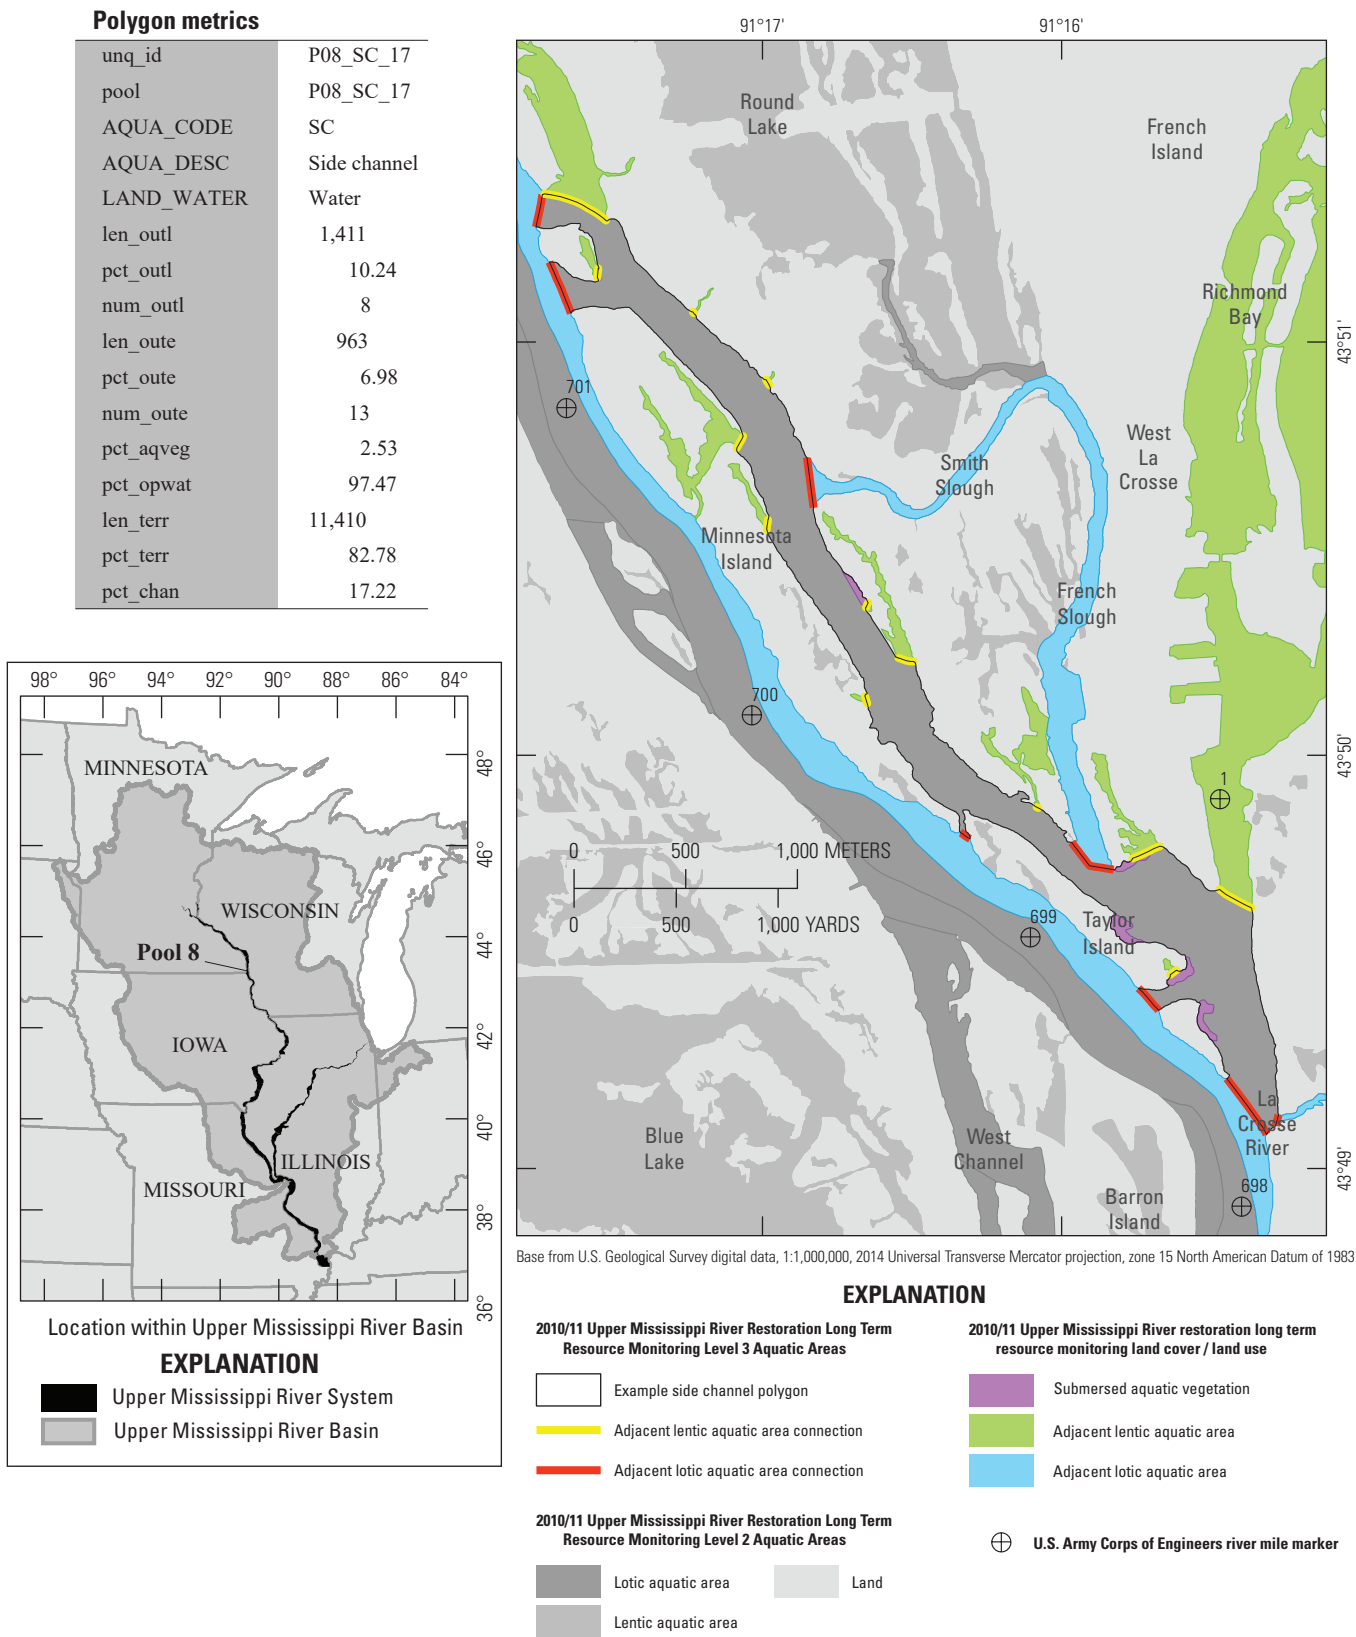 Polygon metrics
unq_id P08_SC_17
pool P08_SC_17
AQUA_CODE SC
AQUA_DESC Side channel
LAND_WATER Water
len_outl 1,411
pct_outl 10.24
num_outl 8
len_oute 963
pct_oute 6.98
num_oute 13
pct_aqveg 2.53
pct_opwat 97.47
len_terr 11,410
pct_terr 82.78
pct_chan 17.22
98° 96° 94° 92° 90° 88° 86° 84°
48°
46°
44°
42°
40°
38°
36°
MINNESOTA
WISCONSIN
Pool 8
IOWA
ILLINOIS
MISSOURI
Location within Upper Mississippi River Basin
EXPLANATION
Upper Mississippi River System
Upper Mississippi River Basin
91°17' 91°16'
43°51'
43°50'
43°49'
Round
Lake
French
Island
Richmond
Bay
701
West
La
Crosse
Smith
Slough
Minnesota
Island
French
Slough
700
1
0 500 1,000 METERS
0 500 1,000 YARDS
699
Taylor
Island
La
Crosse
River
Blue
Lake
West
Channel
Barron
Island
698
Base from U.S. Geological Survey digital data, 1:1,000,000, 2014 Universal Transverse Mercator projection, zone 15 North American Datum of 1983
EXPLANATION
2010/11 Upper Mississippi River Restoration Long Term
Resource Monitoring Level 3 Aquatic Areas
Example side channel polygon
Adjacent lentic aquatic area connection
Adjacent lotic aquatic area connection
2010/11 Upper Mississippi River Restoration Long Term
Resource Monitoring Level 2 Aquatic Areas
Lotic aquatic area
Land
Lentic aquatic area
2010/11 Upper Mississippi River restoration long term
resource monitoring land cover / land use
Submersed aquatic vegetation
Adjacent lentic aquatic area
Adjacent lotic aquatic area
U.S. Army Corps of Engineers river mile marker